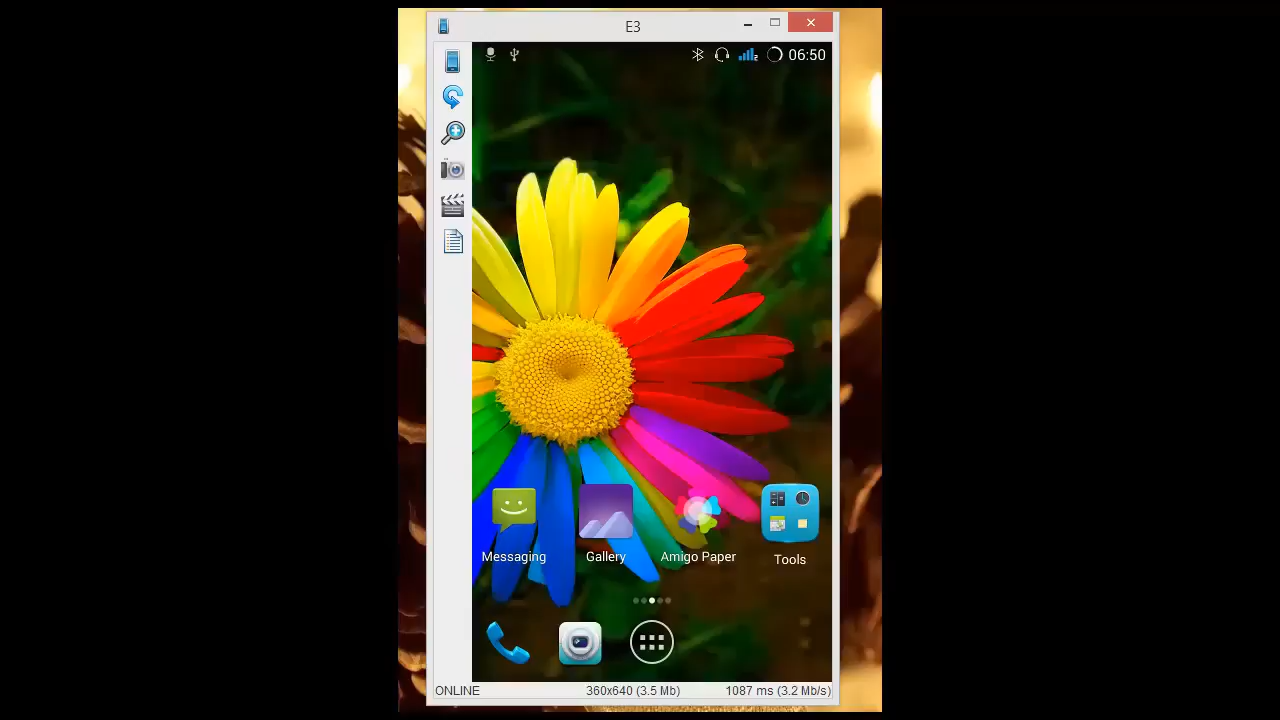 E3
06:50
Messaging
Gallery
Amigo Paper
Tools
ONLINE
360x640 (3.5 Mb)
1087 ms (3.2 Mb/s)